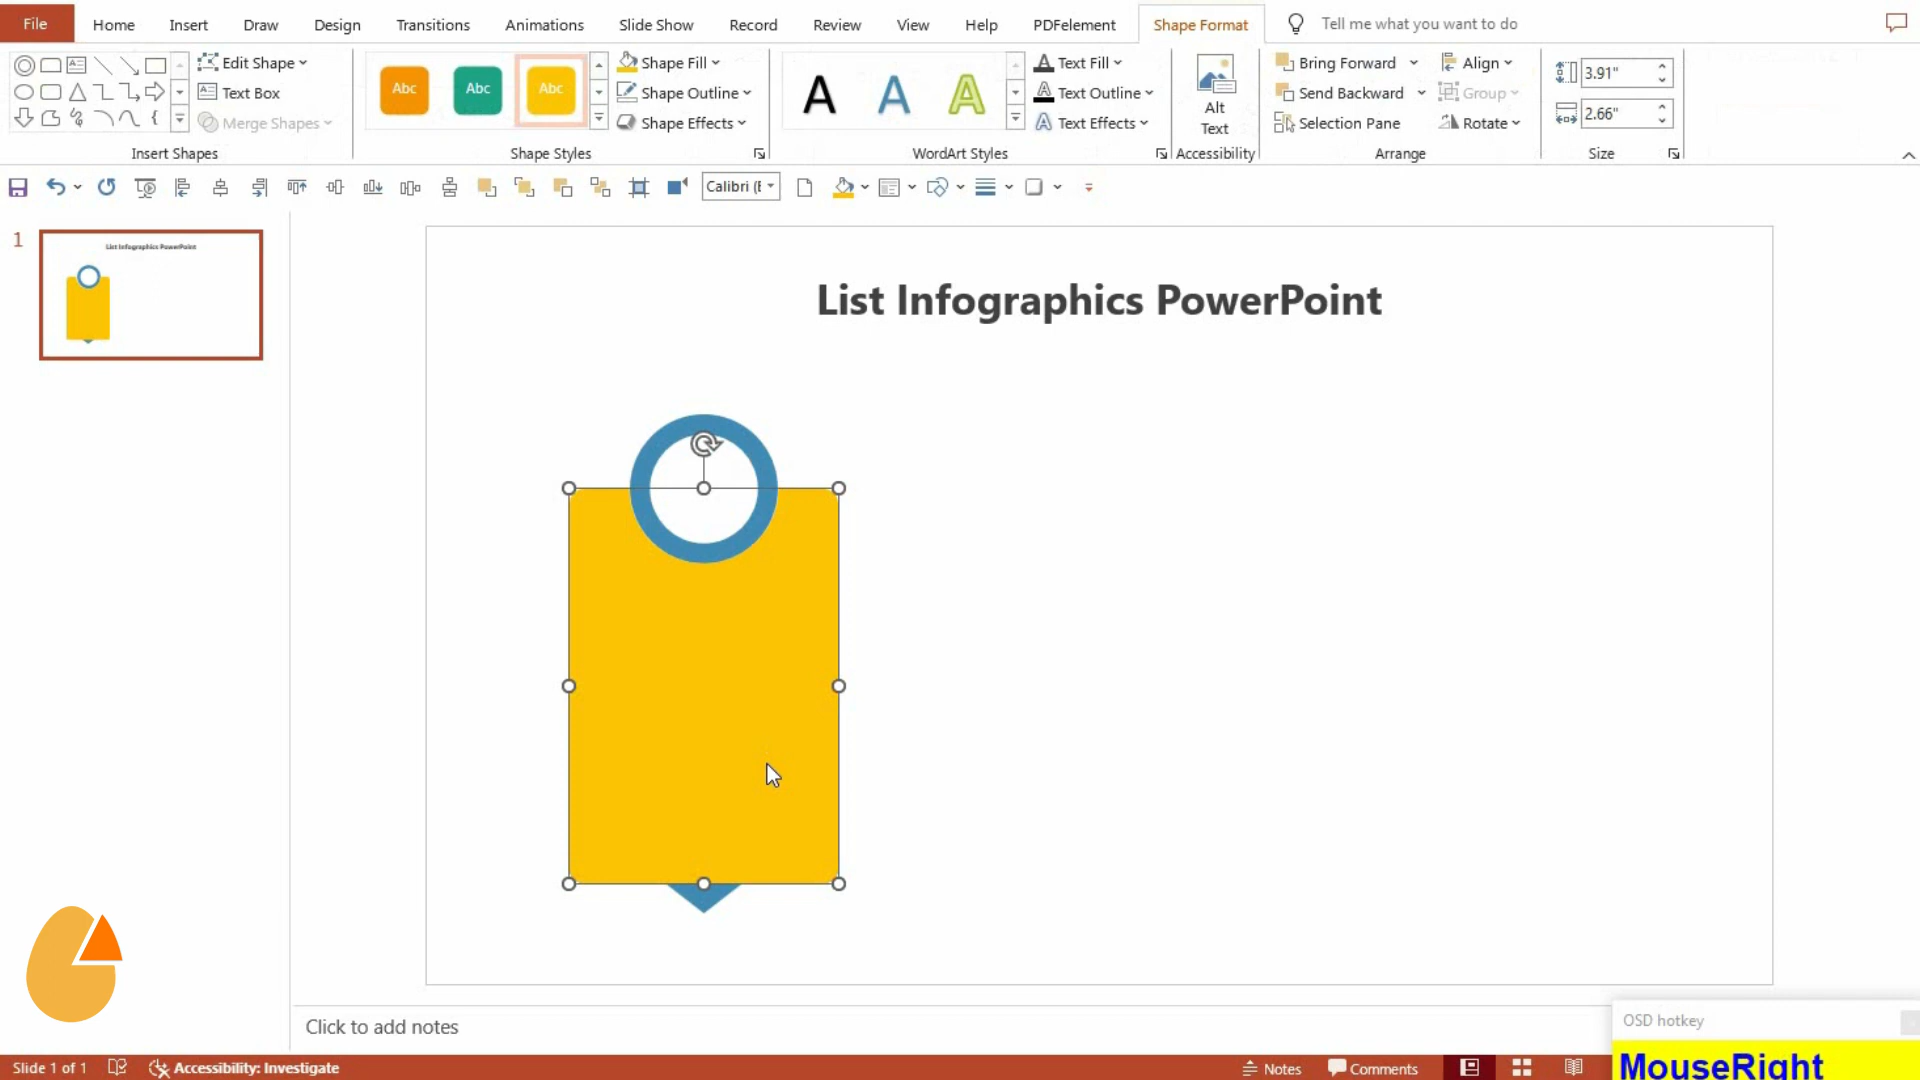 File Home Insert Draw Design Transitions Animations Slide Show Record Review View Help PDFelement Shape Format Tell me what you want to do
Edit Shape
Text Box
Merge Shapes
Insert Shapes
Abc Abc Abc
Shape Fill
Shape Outline
Shape Effects
Shape Styles
A A A
Text Fill
Text Outline
Text Effects
WordArt Styles
Alt
Text
Accessibility
Bring Forward
Send Backward
Selection Pane
Align
Group
Rotate
Arrange
3.91"
2.66"
Size
Calibri (E
1
List Infographics PowerPoint
List Infographics PowerPoint
Click to add notes
OSD hotkey
MouseRight
Slide 1 of 1 Accessibility: Investigate Notes Comments